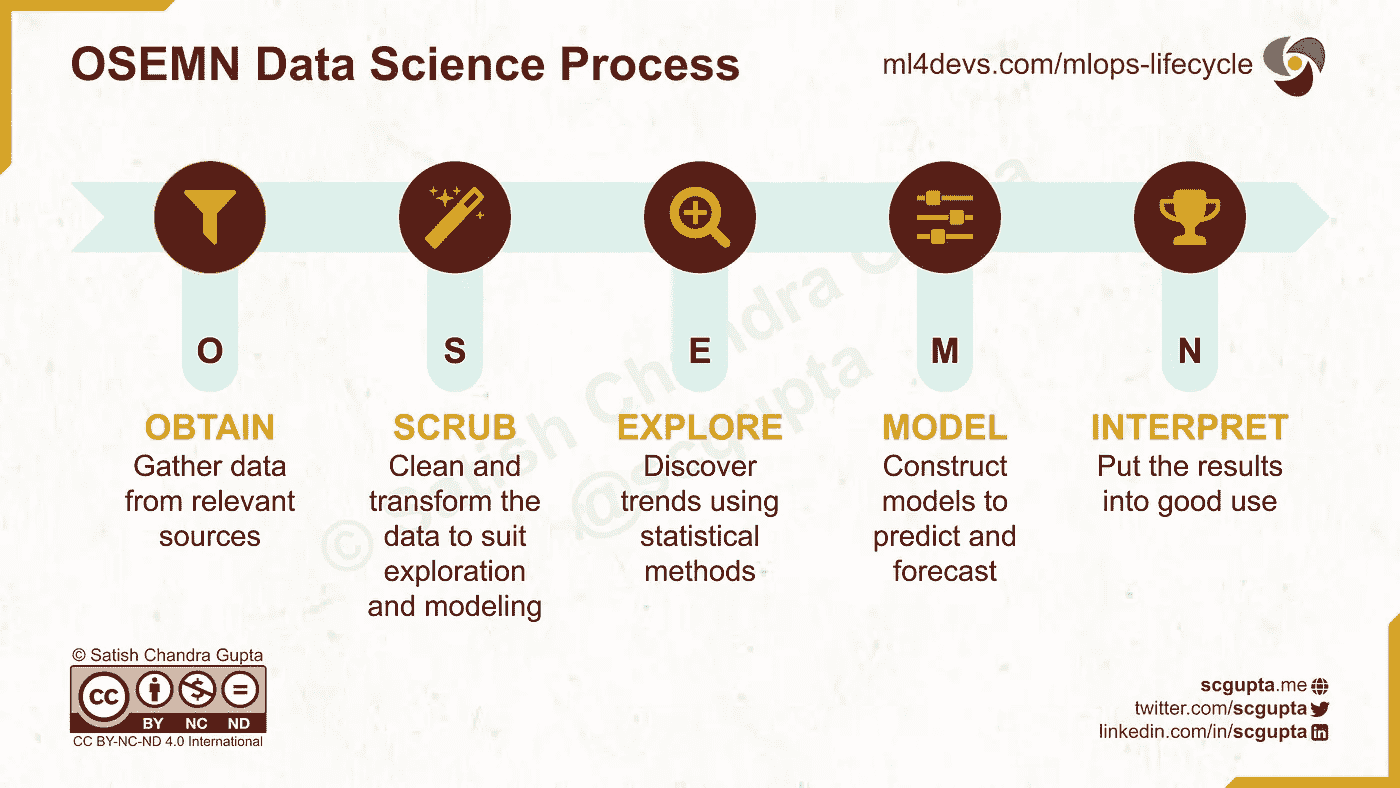 OSEMN Data Science Process
ml4devs.com/mlops-lifecycle
O
S
E
M
N
OBTAIN
Gather data
from relevant
sources
SCRUB
Clean and
transform the
data to suit
exploration
and modeling
EXPLORE
Discover
trends using
statistical
methods
MODEL
Construct
models to
predict and
forecast
INTERPRET
Put the results
into good use
© Satish Chandra Gupta
@scgupta
© Satish Chandra Gupta
cc
BY NC ND
CC BY-NC-ND 4.0 International
scgupta.me
twitter.com/scgupta
linkedin.com/in/scgupta
in